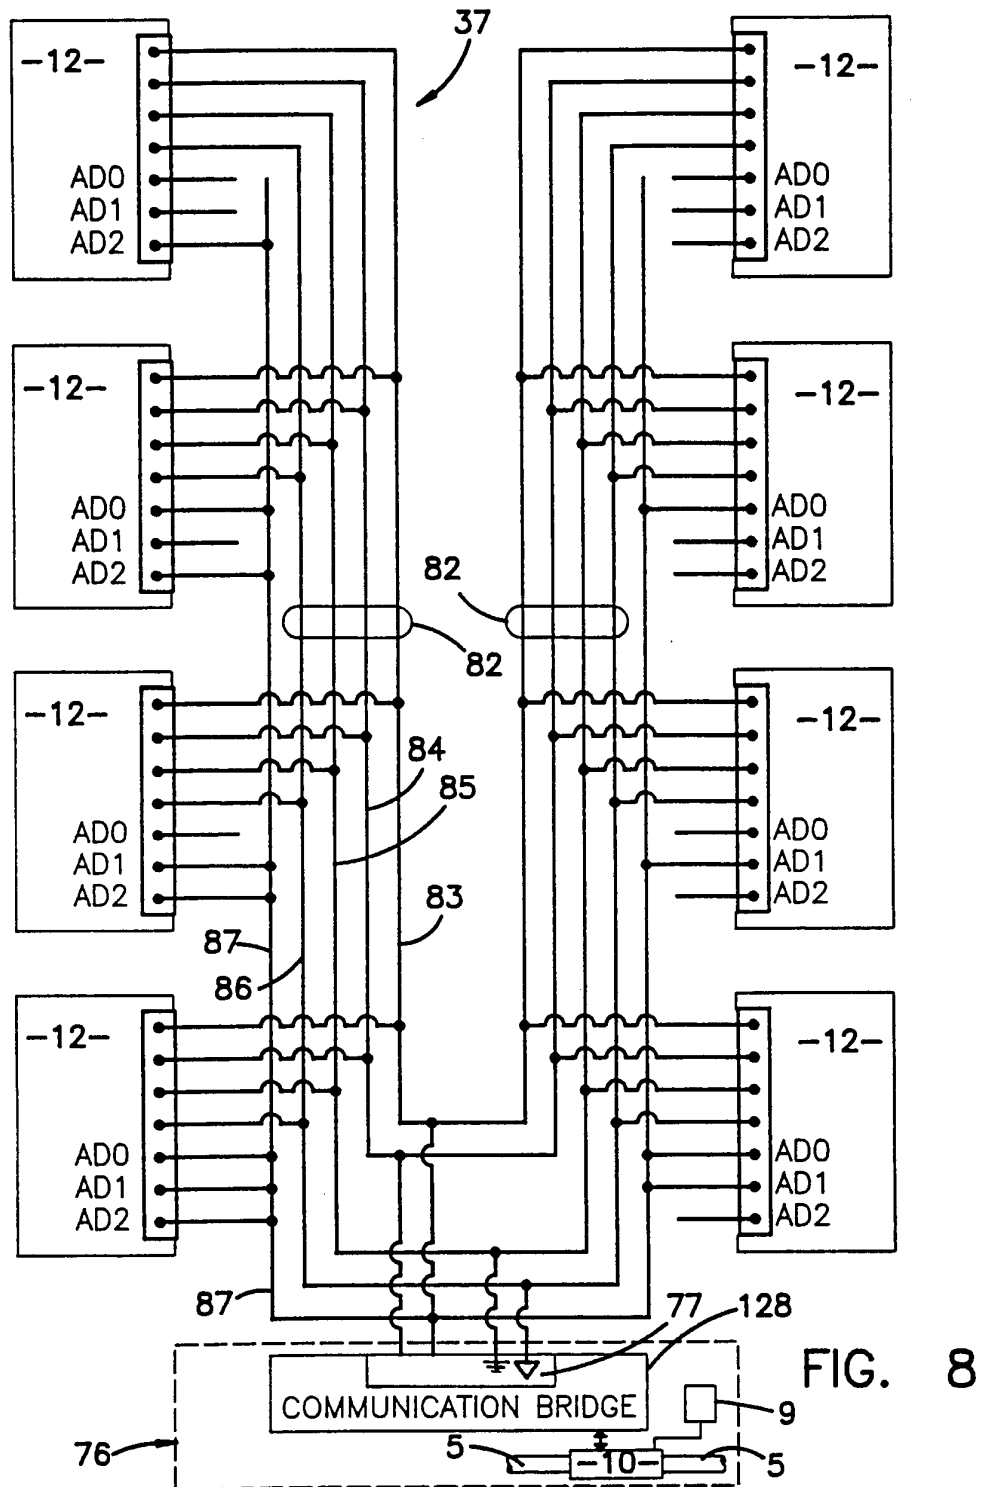 37
-12-
-12-
AD0
AD0
AD1
AD1
AD2
AD2
-12-
-12-
AD0
AD0
AD1
AD1
AD2
AD2
82
82
-12-
-12-
84
85
AD0
AD0
AD1
AD1
AD2
AD2
83
87
86
-12-
-12-
AD0
AD0
AD1
AD1
AD2
AD2
87
77
128
FIG. 8
COMMUNICATION BRIDGE
9
76
5
-10-
5